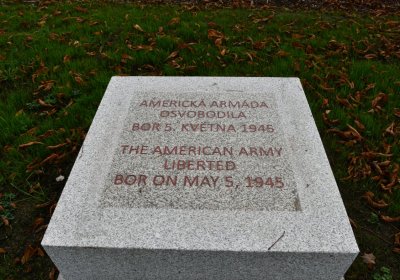 AMERICKÁ ARMÁDA
OSVOBODILA
BOR 5. KVĚTNA 1945
THE AMERICAN ARMY
LIBERTED
BOR ON MAY 5, 1945